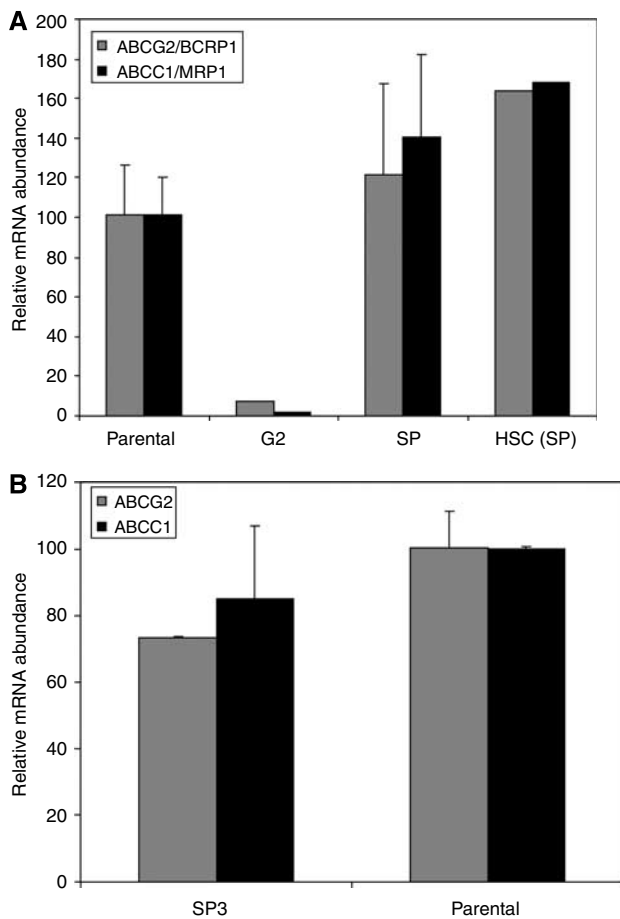 A
ABCG2/BCRP1
ABCC1/MRP1
Relative mRNA abundance
200
180
160
140
120
100
80
60
40
20
0
Parental G2 SP HSC (SP)
B
ABCG2
ABCC1
Relative mRNA abundance
120
100
80
60
40
20
0
SP3 Parental